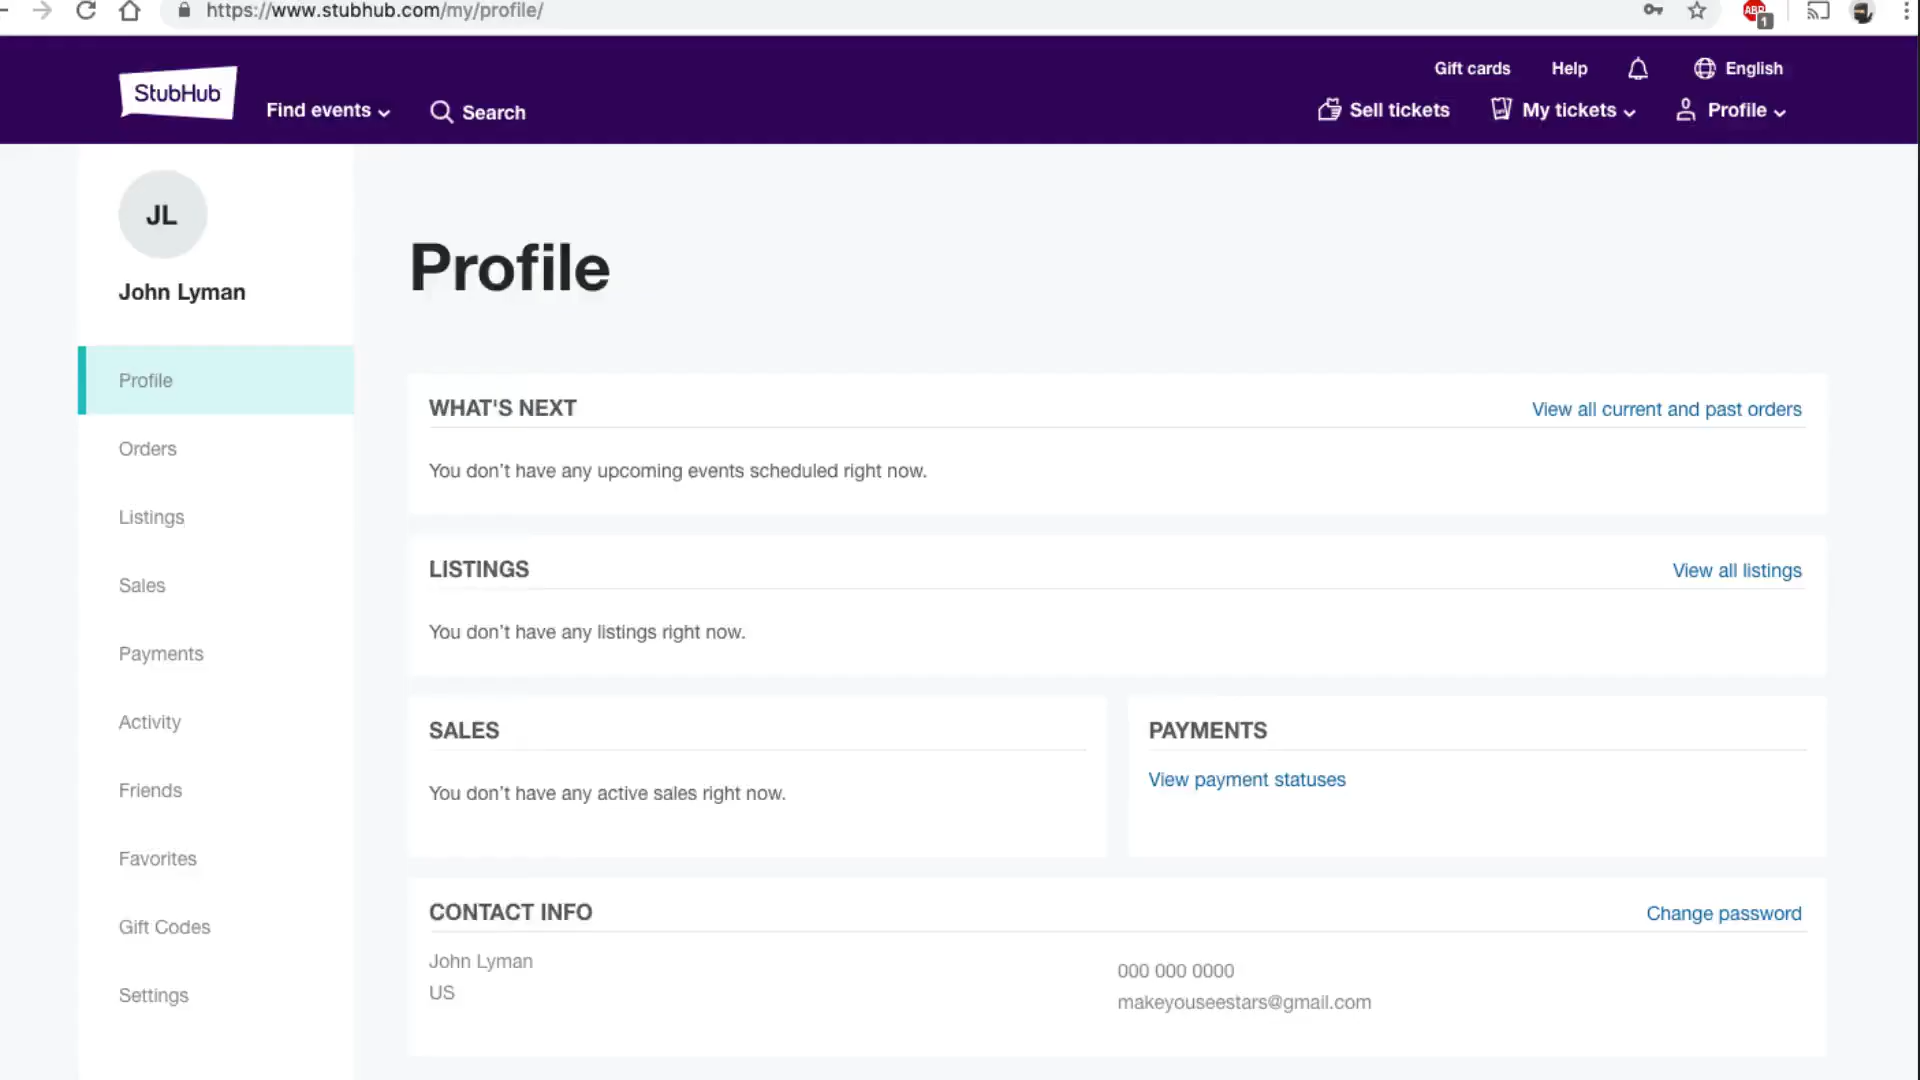 https://www.stubhub.com/my/profile/
ABP
1
Gift cards
Help
English
StubHub
Find events
Search
Sell tickets
My tickets
Profile
JL
John Lyman
Profile
Orders
Listings
Sales
Payments
Activity
Friends
Favorites
Gift Codes
Settings
Profile
WHAT'S NEXT
View all current and past orders
You don’t have any upcoming events scheduled right now.
LISTINGS
View all listings
You don’t have any listings right now.
SALES
You don’t have any active sales right now.
PAYMENTS
View payment statuses
CONTACT INFO
Change password
John Lyman
US
000 000 0000
makeyouseestars@gmail.com